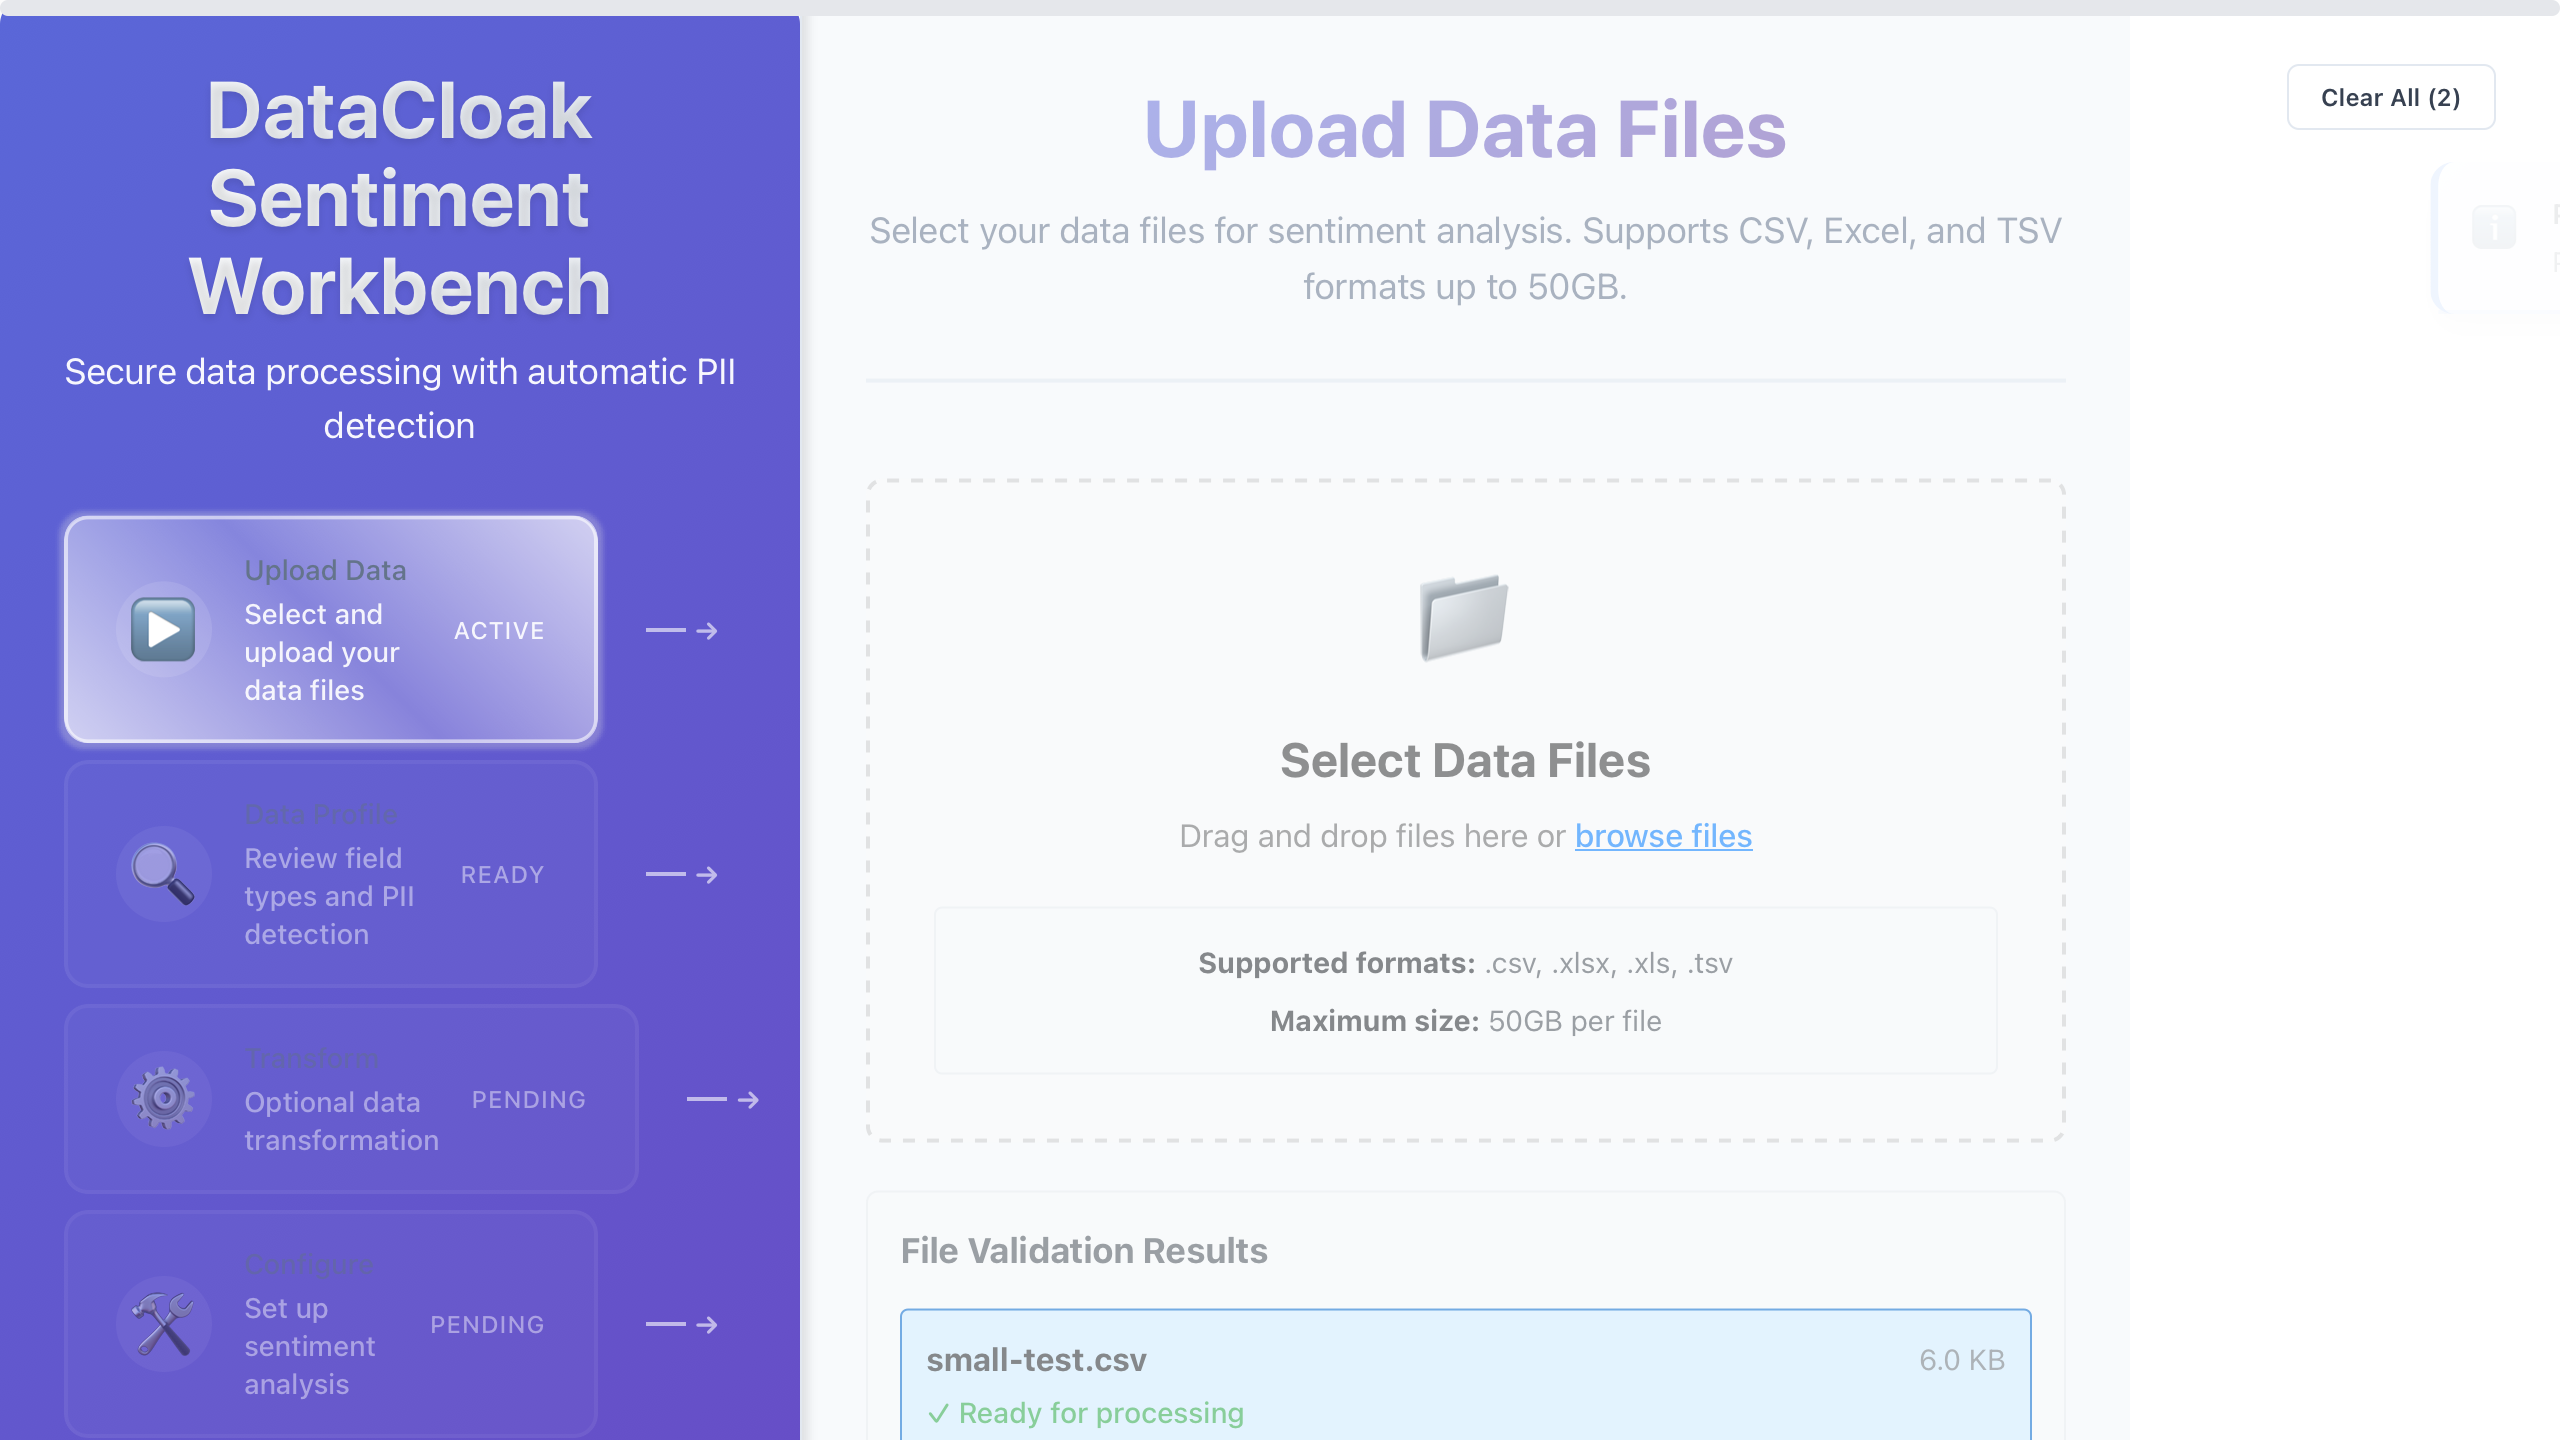 DataCloak
Sentiment
Workbench
Secure data processing with automatic PII
detection
Upload Data
Select and
upload your
data files
ACTIVE
Data Profile
Review field
types and PII
detection
READY
Transform
Optional data
transformation
PENDING
Configure
Set up
sentiment
analysis
PENDING
Upload Data Files
Select your data files for sentiment analysis. Supports CSV, Excel, and TSV
formats up to 50GB.
Select Data Files
Drag and drop files here or browse files
Supported formats: .csv, .xlsx, .xls, .tsv
Maximum size: 50GB per file
File Validation Results
small-test.csv
6.0 KB
✓ Ready for processing
Clear All (2)